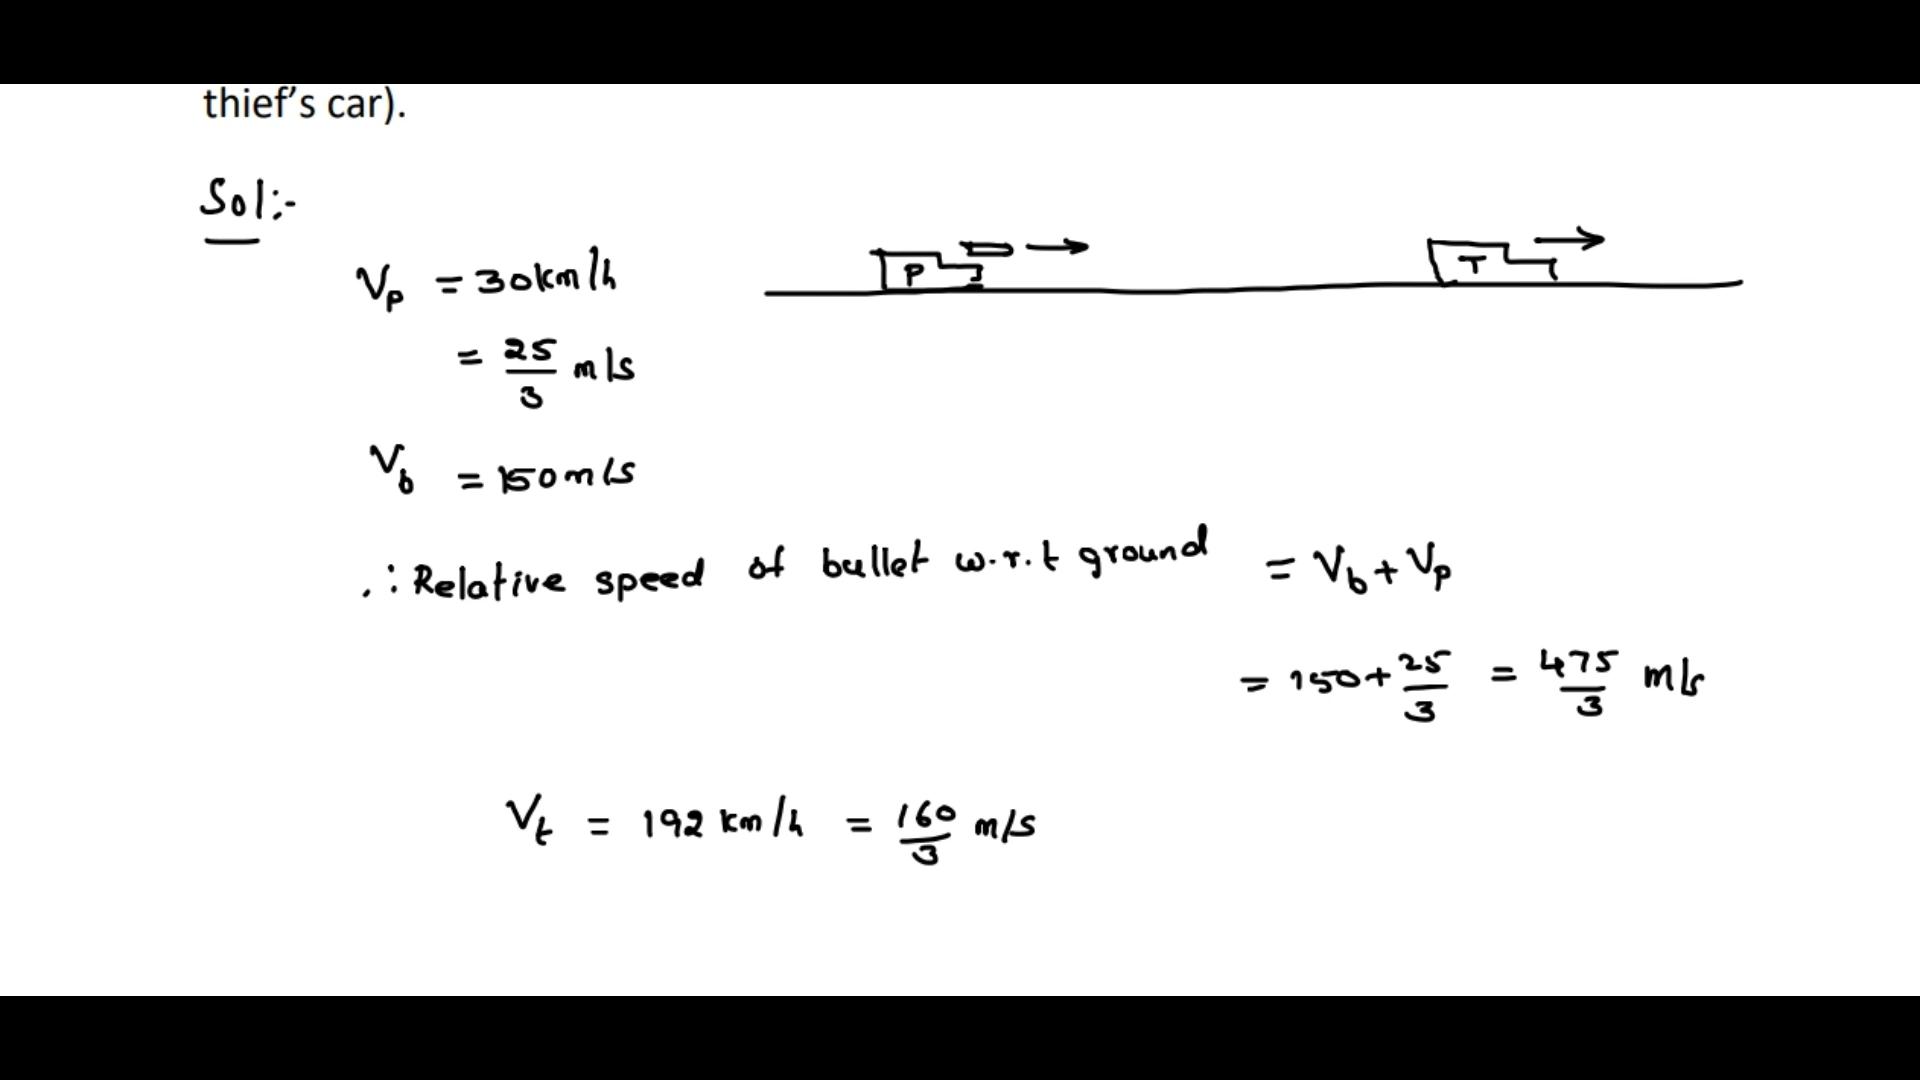 thief's car).
Sol:-
P T
Vp = 30km/h
= 25/3 m/s
Vb = 150m/s
∴ Relative speed of bullet w.r.t ground = Vb + Vp
= 150 + 25/3 = 475/3 m/s
Vt = 192 km/h = 160/3 m/s